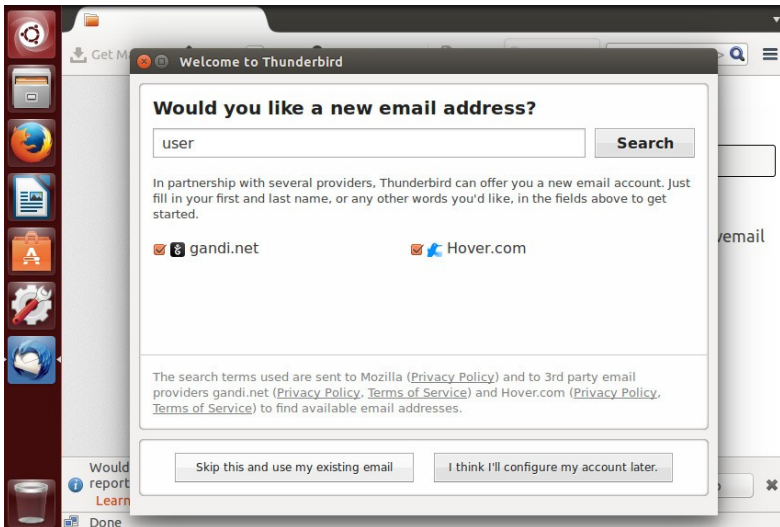 Get M
Welcome to Thunderbird
Would you like a new email address?
user
Search
In partnership with several providers, Thunderbird can offer you a new email account. Just
fill in your first and last name, or any other words you'd like, in the fields above to get
started.
gandi.net
Hover.com
vemail
The search terms used are sent to Mozilla (Privacy Policy) and to 3rd party email
providers gandi.net (Privacy Policy, Terms of Service) and Hover.com (Privacy Policy,
Terms of Service) to find available email addresses.
Would
report
Learn
Skip this and use my existing email
I think I'll configure my account later.
Done